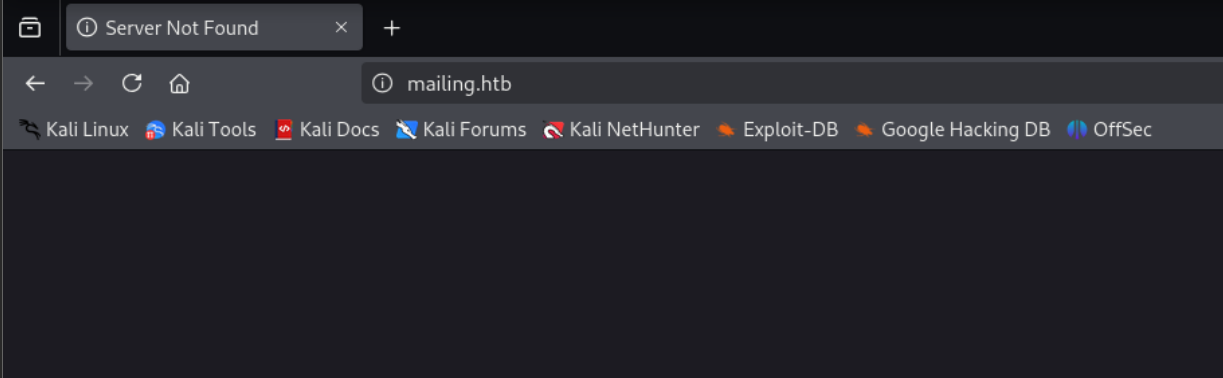 Server Not Found
mailing.htb
Kali Linux Kali Tools Kali Docs Kali Forums Kali NetHunter Exploit-DB Google Hacking DB OffSec